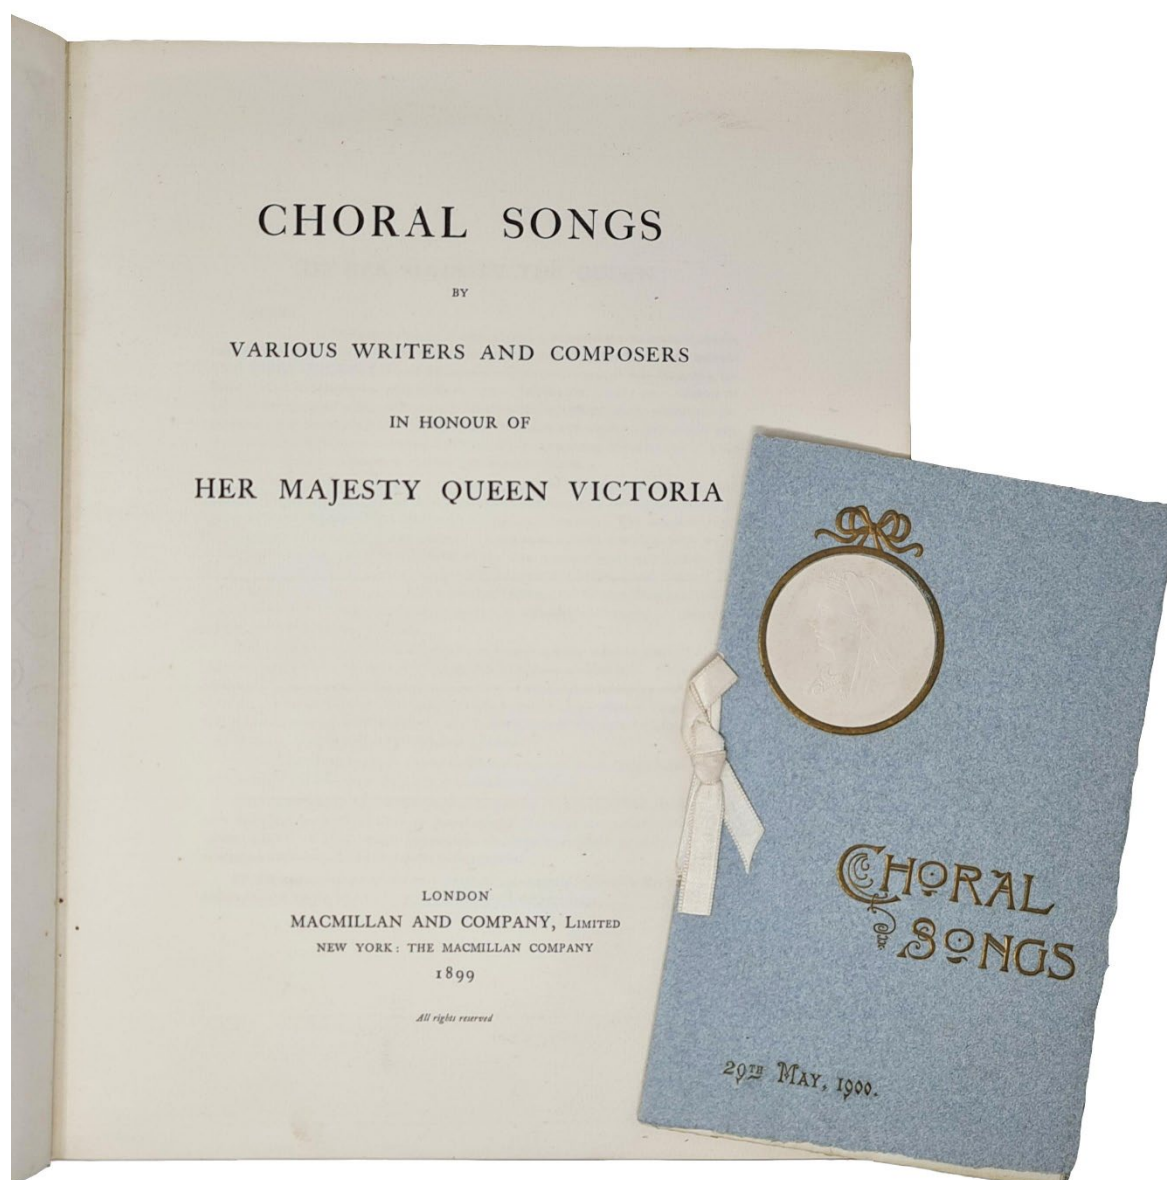 CHORAL SONGS
BY
VARIOUS WRITERS AND COMPOSERS
IN HONOUR OF
HER MAJESTY QUEEN VICTORIA
LONDON
MACMILLAN AND COMPANY, LIMITED
NEW YORK: THE MACMILLAN COMPANY
1899
All rights reserved
CHORAL
SONGS
29TH MAY, 1900.